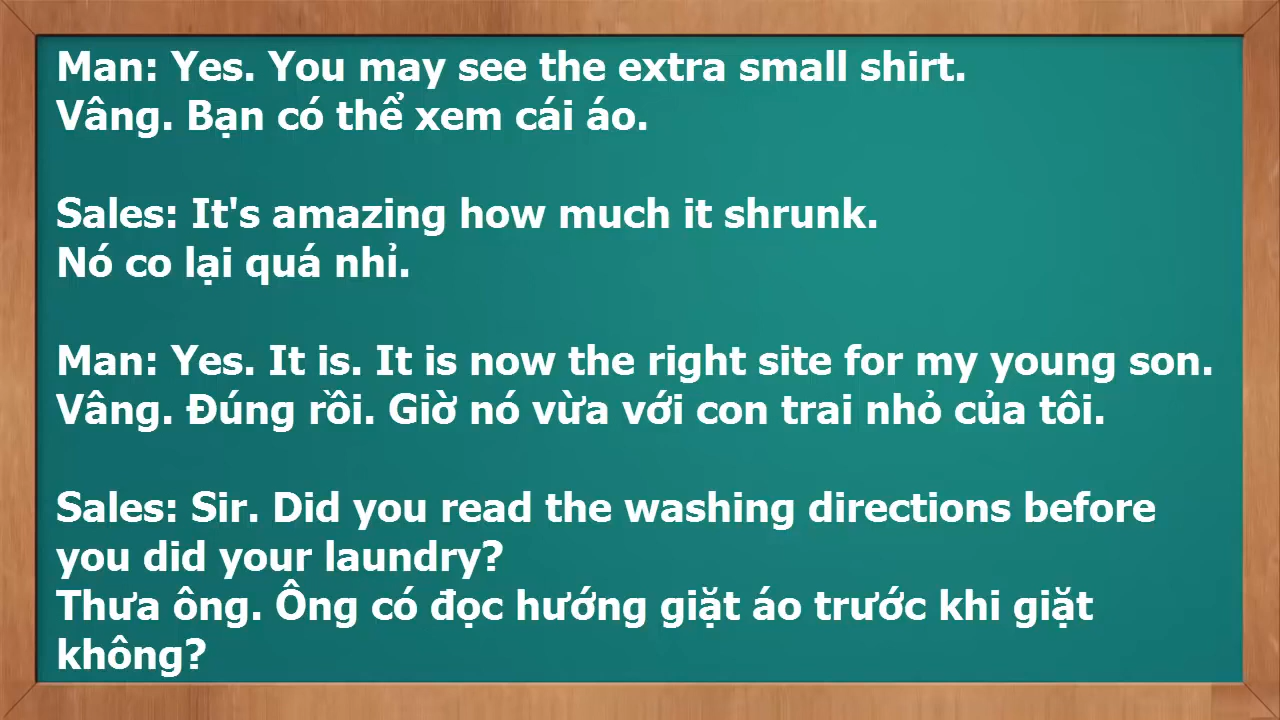 Man: Yes. You may see the extra small shirt.
Vâng. Bạn có thể xem cái áo.
Sales: It's amazing how much it shrunk.
Nó co lại quá nhỉ.
Man: Yes. It is. It is now the right site for my young son.
Vâng. Đúng rồi. Giờ nó vừa với con trai nhỏ của tôi.
Sales: Sir. Did you read the washing directions before
you did your laundry?
Thưa ông. Ông có đọc hướng giặt áo trước khi giặt
không?